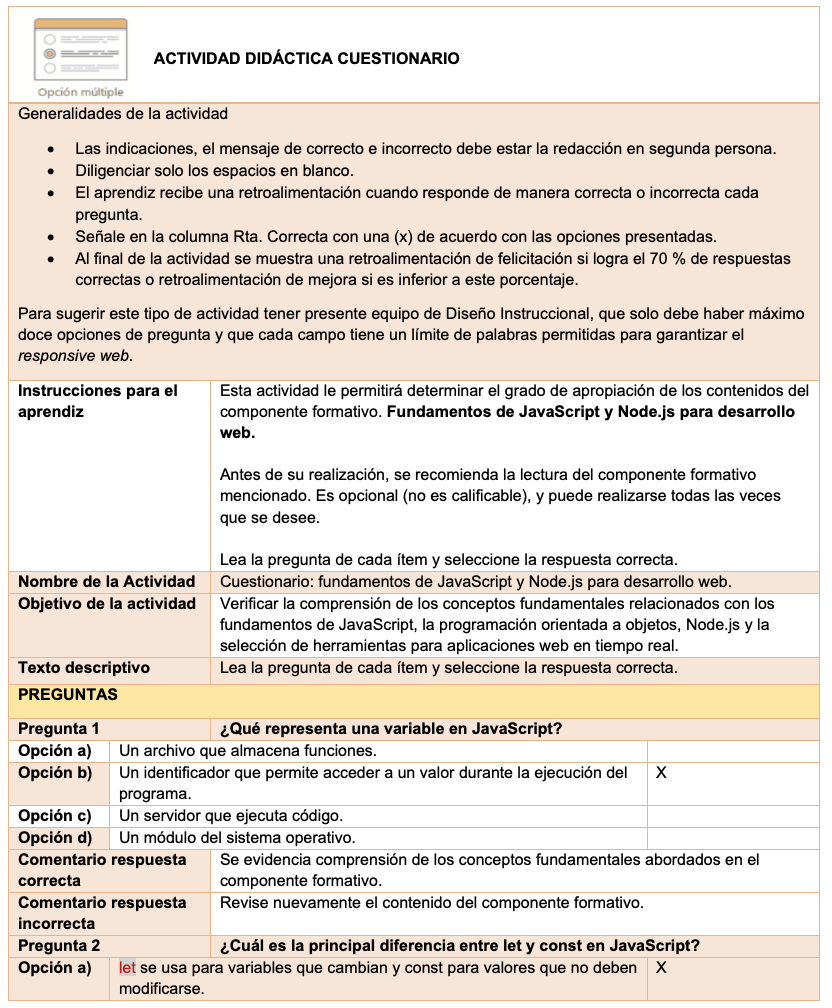 Opción múltiple
ACTIVIDAD DIDÁCTICA CUESTIONARIO
Generalidades de la actividad
• Las indicaciones, el mensaje de correcto e incorrecto debe estar la redacción en segunda persona.
• Diligenciar solo los espacios en blanco.
• El aprendiz recibe una retroalimentación cuando responde de manera correcta o incorrecta cada
pregunta.
• Señale en la columna Rta. Correcta con una (x) de acuerdo con las opciones presentadas.
• Al final de la actividad se muestra una retroalimentación de felicitación si logra el 70 % de respuestas
correctas o retroalimentación de mejora si es inferior a este porcentaje.
Para sugerir este tipo de actividad tener presente equipo de Diseño Instruccional, que solo debe haber máximo
doce opciones de pregunta y que cada campo tiene un límite de palabras permitidas para garantizar el
responsive web.
Instrucciones para el
aprendiz
Esta actividad le permitirá determinar el grado de apropiación de los contenidos del
componente formativo. Fundamentos de JavaScript y Node.js para desarrollo
web.
Antes de su realización, se recomienda la lectura del componente formativo
mencionado. Es opcional (no es calificable), y puede realizarse todas las veces
que se desee.
Lea la pregunta de cada ítem y seleccione la respuesta correcta.
Nombre de la Actividad
Cuestionario: fundamentos de JavaScript y Node.js para desarrollo web.
Objetivo de la actividad
Verificar la comprensión de los conceptos fundamentales relacionados con los
fundamentos de JavaScript, la programación orientada a objetos, Node.js y la
selección de herramientas para aplicaciones web en tiempo real.
Texto descriptivo
Lea la pregunta de cada ítem y seleccione la respuesta correcta.
PREGUNTAS
Pregunta 1
¿Qué representa una variable en JavaScript?
Opción a)
Un archivo que almacena funciones.
Opción b)
Un identificador que permite acceder a un valor durante la ejecución del
programa.
X
Opción c)
Un servidor que ejecuta código.
Opción d)
Un módulo del sistema operativo.
Comentario respuesta
correcta
Se evidencia comprensión de los conceptos fundamentales abordados en el
componente formativo.
Comentario respuesta
incorrecta
Revise nuevamente el contenido del componente formativo.
Pregunta 2
¿Cuál es la principal diferencia entre let y const en JavaScript?
Opción a)
let se usa para variables que cambian y const para valores que no deben
modificarse.
X